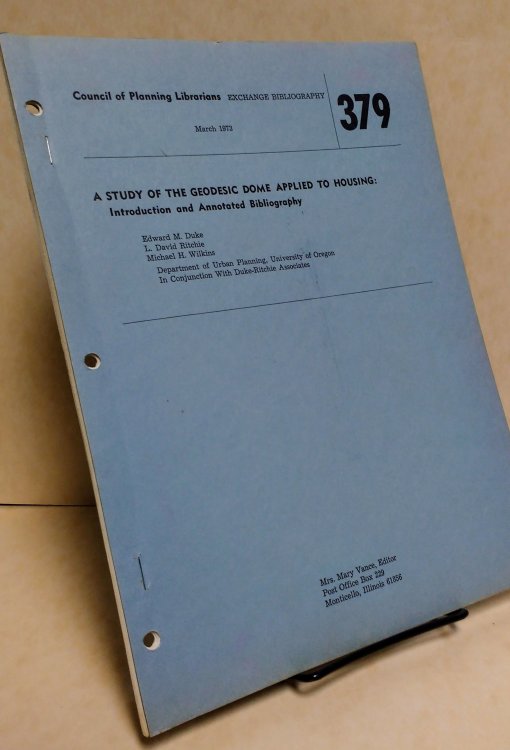 Council of Planning Librarians EXCHANGE BIBLIOGRAPHY
379
March 1973
A STUDY OF THE GEODESIC DOME APPLIED TO HOUSING:
Introduction and Annotated Bibliography
Edward M. Duke
L. David Ritchie
Michael H. Wilkins
Department of Urban Planning, University of Oregon
In Conjunction With Duke-Ritchie Associates
Mrs. Mary Vance, Editor
Post Office Box 229
Monticello, Illinois 61856